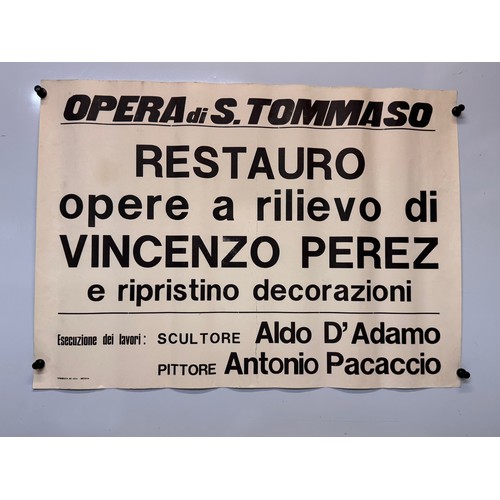 OPERA di S. TOMMASO
RESTAURO
opere a rilievo di
VINCENZO PEREZ
e ripristino decorazioni
Esecuzione dei lavori: SCULTORE Aldo D'Adamo
PITTORE Antonio Pacaccio